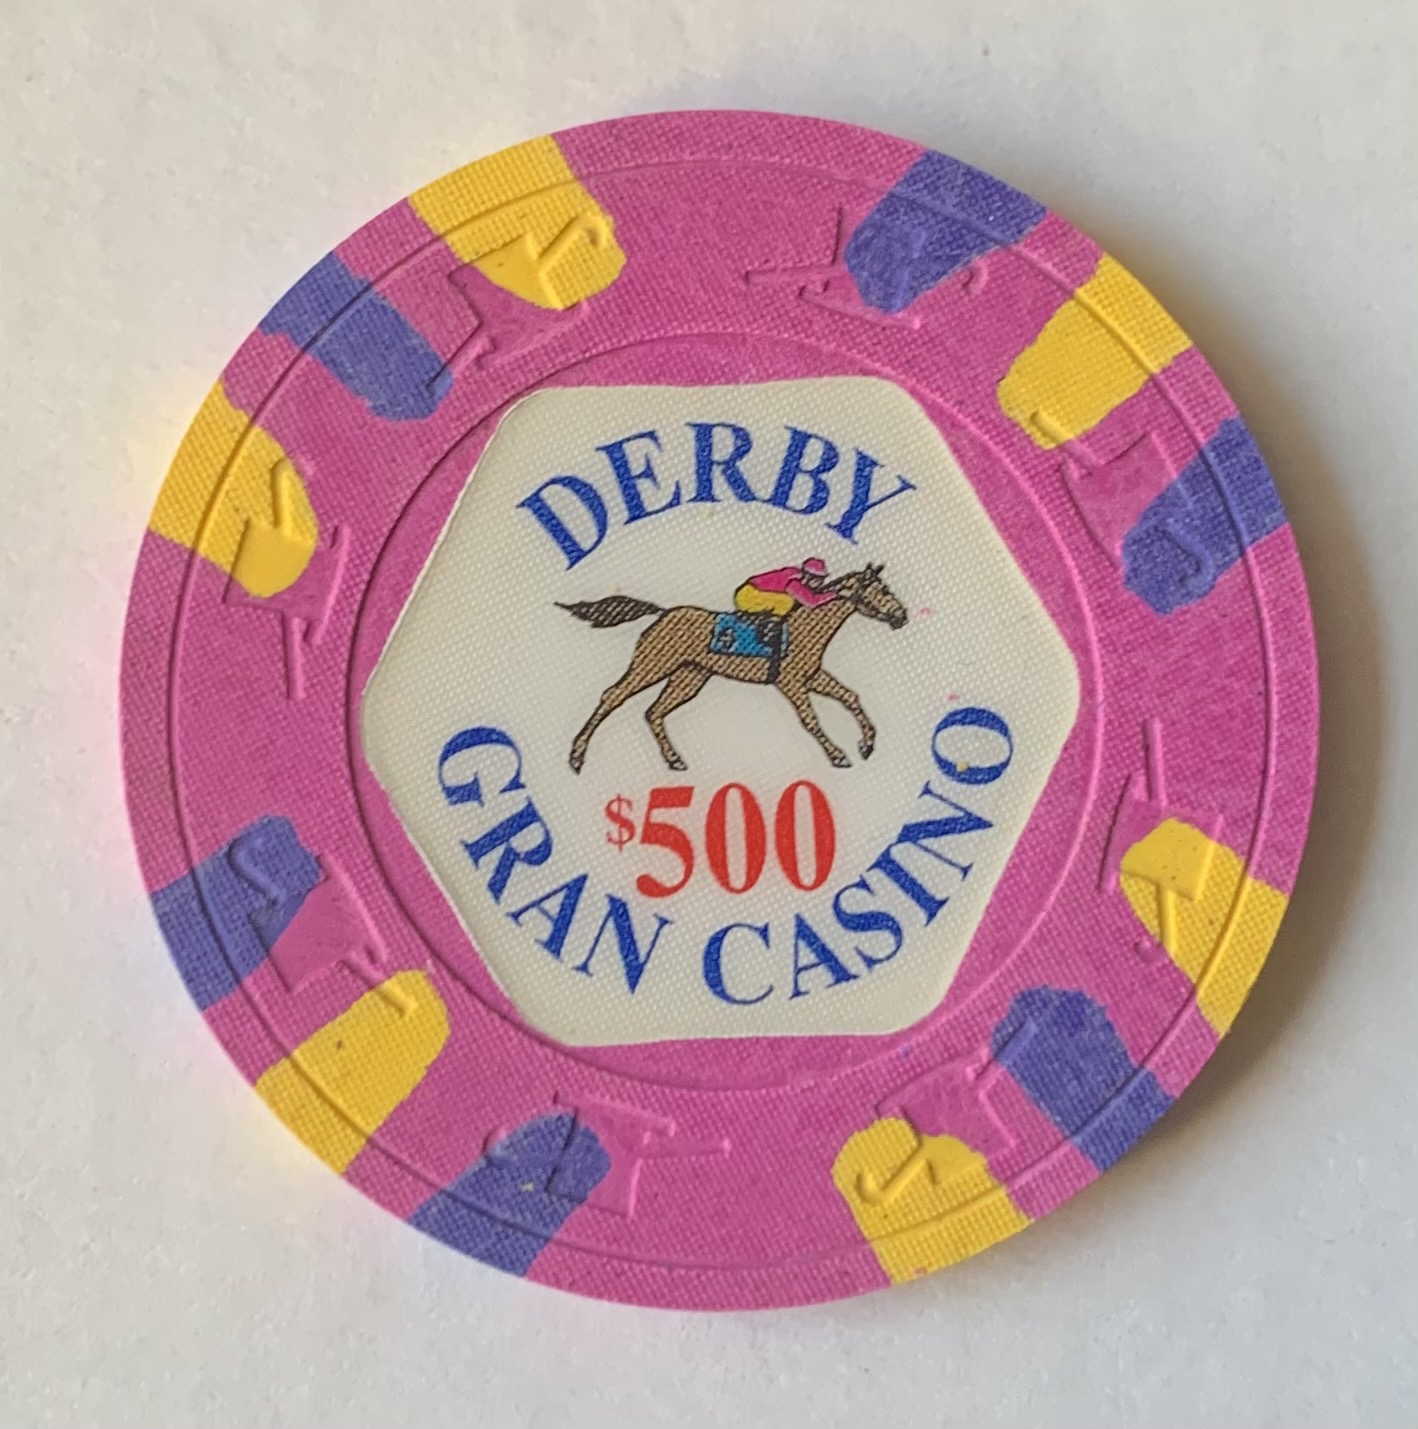 DERBY
$500
GRAN CASINO